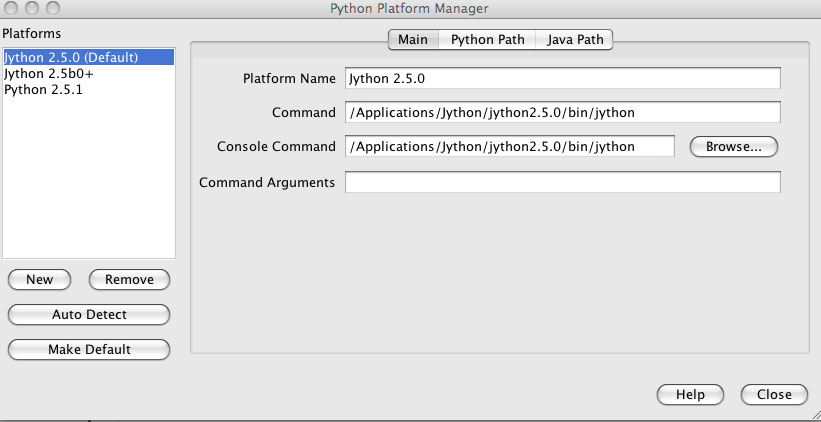 Python Platform Manager
Platforms
Jython 2.5.0 (Default)
Jython 2.5b0+
Python 2.5.1
New
Remove
Auto Detect
Make Default
Main
Python Path
Java Path
Platform Name
Jython 2.5.0
Command
/Applications/Jython/jython2.5.0/bin/jython
Console Command
/Applications/Jython/jython2.5.0/bin/jython
Browse...
Command Arguments
Help
Close